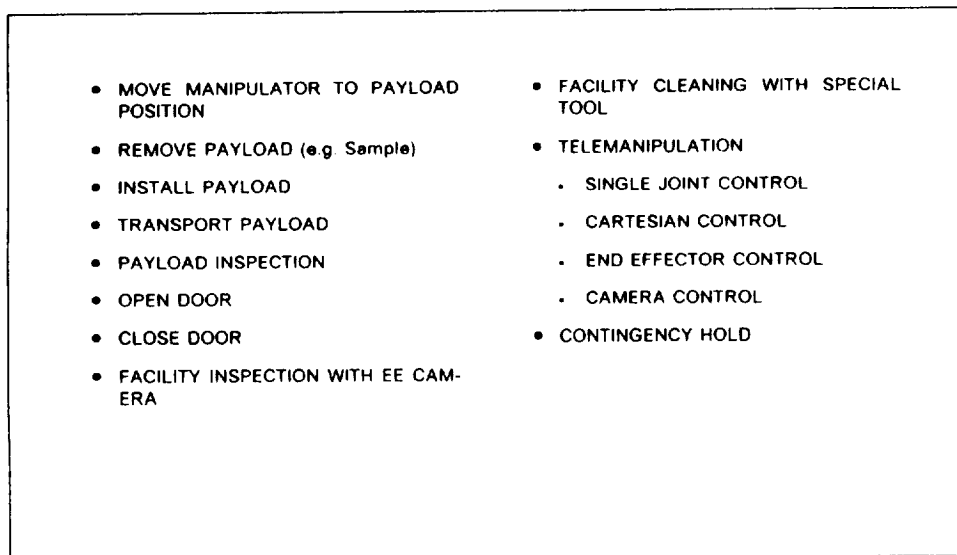 • MOVE MANIPULATOR TO PAYLOAD
POSITION
• REMOVE PAYLOAD (e.g. Sample)
• INSTALL PAYLOAD
• TRANSPORT PAYLOAD
• PAYLOAD INSPECTION
• OPEN DOOR
• CLOSE DOOR
• FACILITY INSPECTION WITH EE CAM-
ERA
• FACILITY CLEANING WITH SPECIAL
TOOL
• TELEMANIPULATION
. SINGLE JOINT CONTROL
. CARTESIAN CONTROL
. END EFFECTOR CONTROL
. CAMERA CONTROL
• CONTINGENCY HOLD